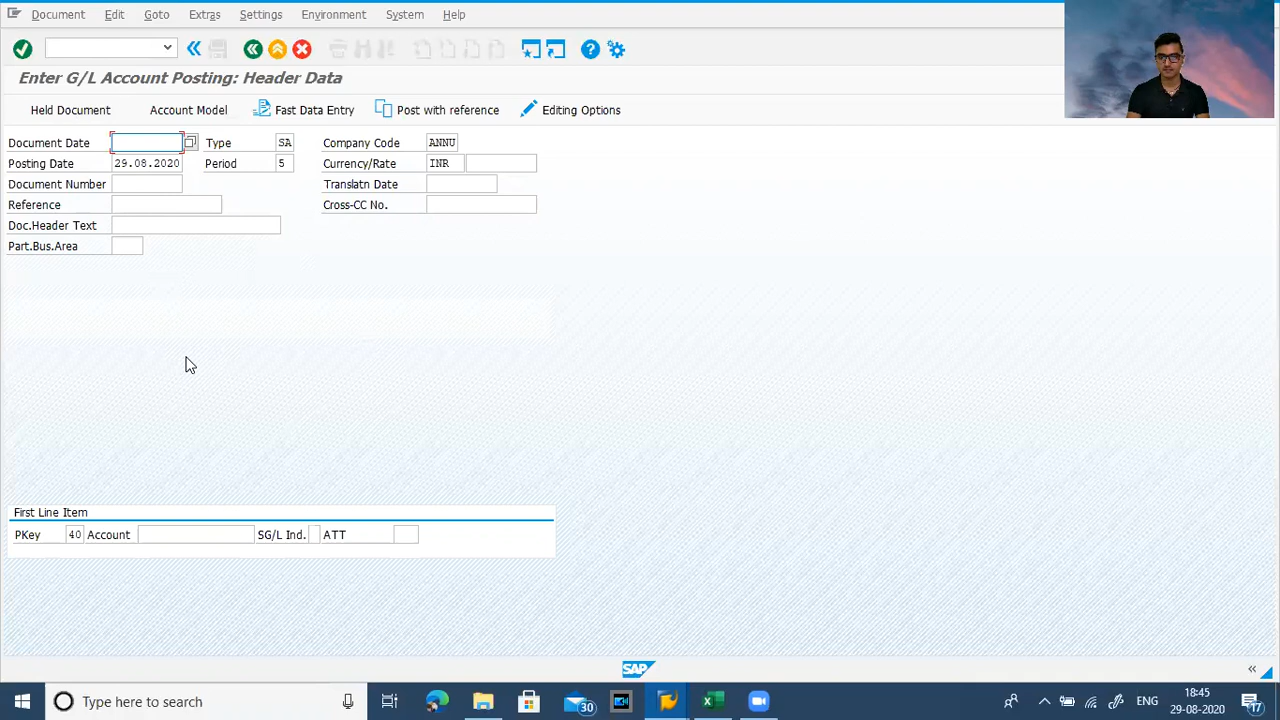 Document Edit Goto Extras Settings Environment System Help
Enter G/L Account Posting: Header Data
Held Document Account Model Fast Data Entry Post with reference Editing Options
Document Date Type SA Company Code ANNU
Posting Date 29.08.2020 Period 5 Currency/Rate INR
Document Number Translatn Date
Reference Cross-CC No.
Doc.Header Text
Part.Bus.Area
First Line Item
PKey 40 Account SG/L Ind. ATT
SAP
Type here to search 30 ENG 18:45
29-08-2020 17